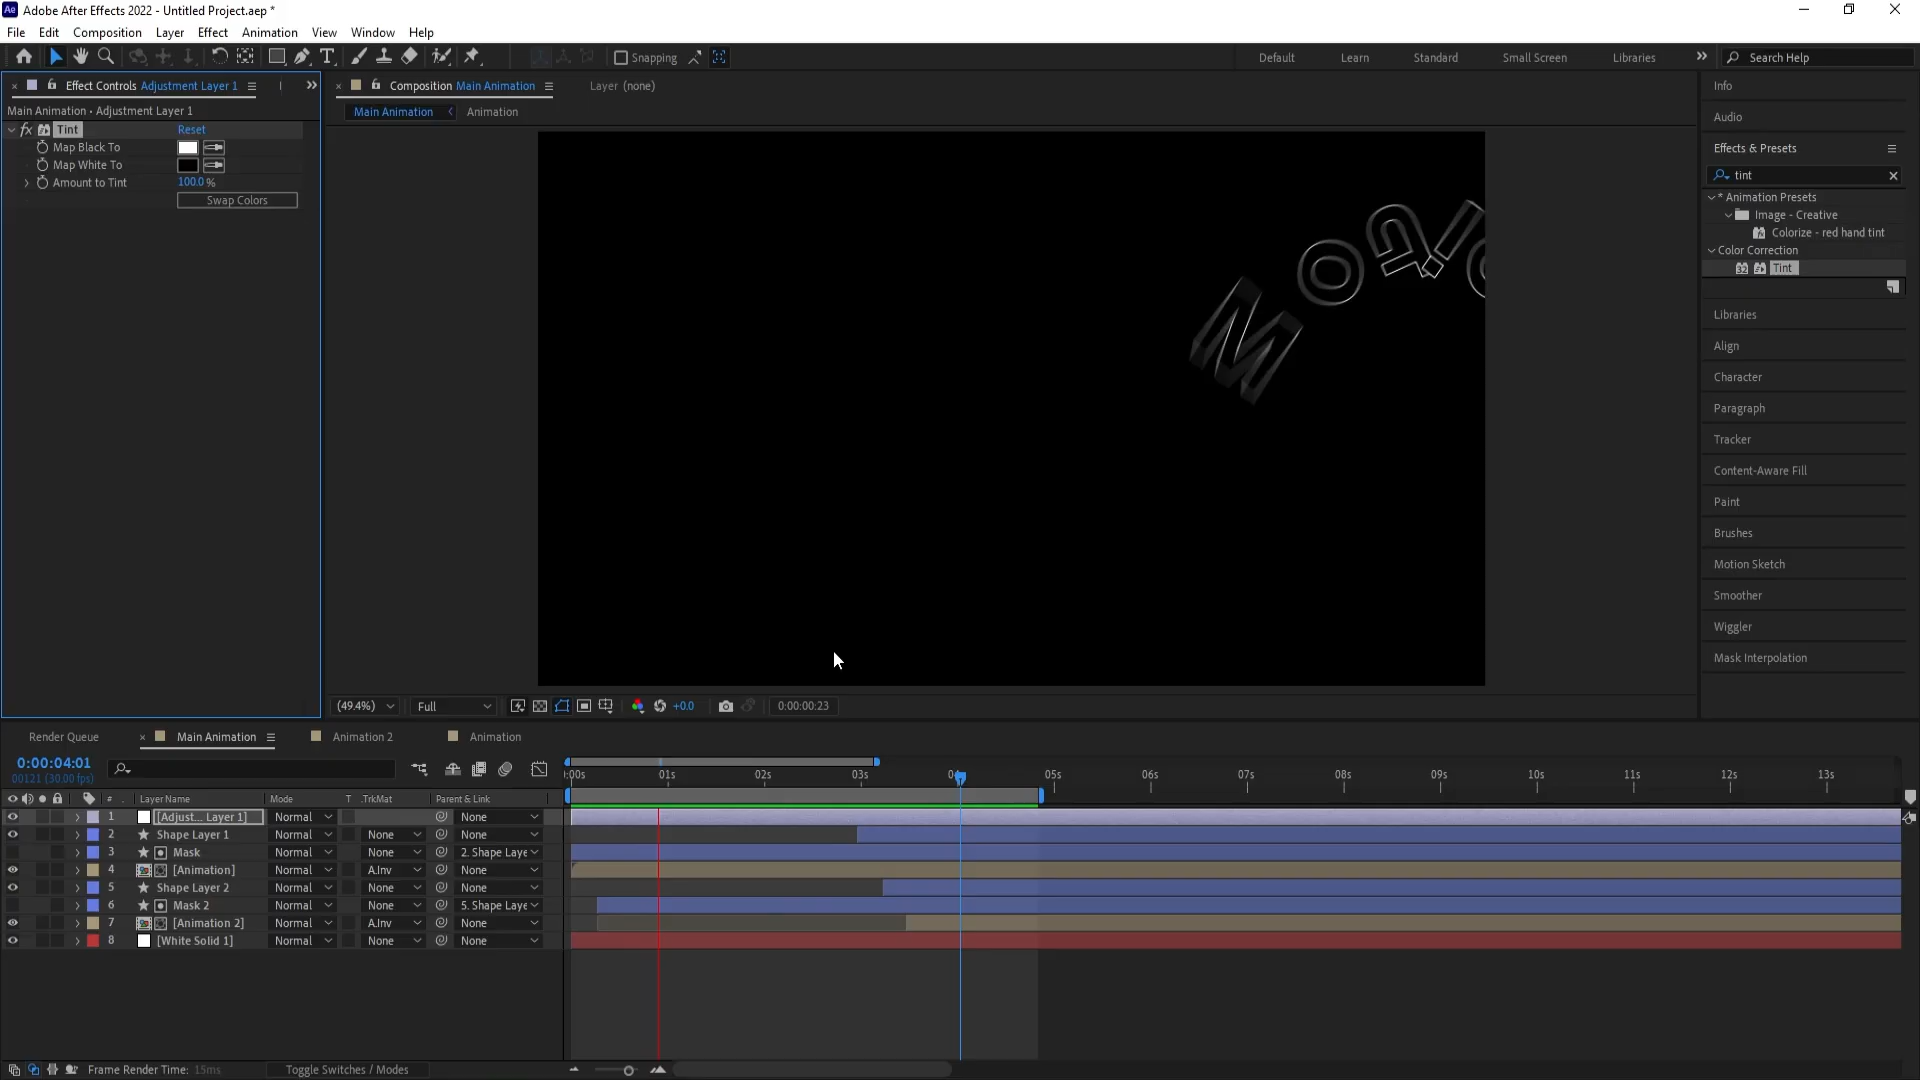 Ae Adobe After Effects 2022 - Untitled Project.aep *
File Edit Composition Layer Effect Animation View Window Help
Snapping
Default Learn Standard Small Screen Libraries
Search Help
Effect Controls Adjustment Layer 1
Main Animation • Adjustment Layer 1
fx Tint Reset
Map Black To
Map White To
Amount to Tint 100.0 %
Swap Colors
Composition Main Animation
Layer (none)
Main Animation Animation
M o
(49.4%) Full +0.0 0:00:00:23
Info
Audio
Effects & Presets
tint
* Animation Presets
Image - Creative
Colorize - red hand tint
Color Correction
32 Tint
Libraries
Align
Character
Paragraph
Tracker
Content-Aware Fill
Paint
Brushes
Motion Sketch
Smoother
Wiggler
Mask Interpolation
Render Queue Main Animation Animation 2 Animation
0:00:04:01
00121 (30.00 fps)
:00s 01s 02s 03s 04 05s 06s 07s 08s 09s 10s 11s 12s 13s
# Layer Name Mode T .TrkMat Parent & Link
1 [Adjust... Layer 1] Normal None
2 Shape Layer 1 Normal None None
3 Mask Normal None 2. Shape Laye
4 [Animation] Normal A.Inv None
5 Shape Layer 2 Normal None None
6 Mask 2 Normal None 5. Shape Laye
7 [Animation 2] Normal A.Inv None
8 [White Solid 1] Normal None None
Frame Render Time: 15ms Toggle Switches / Modes